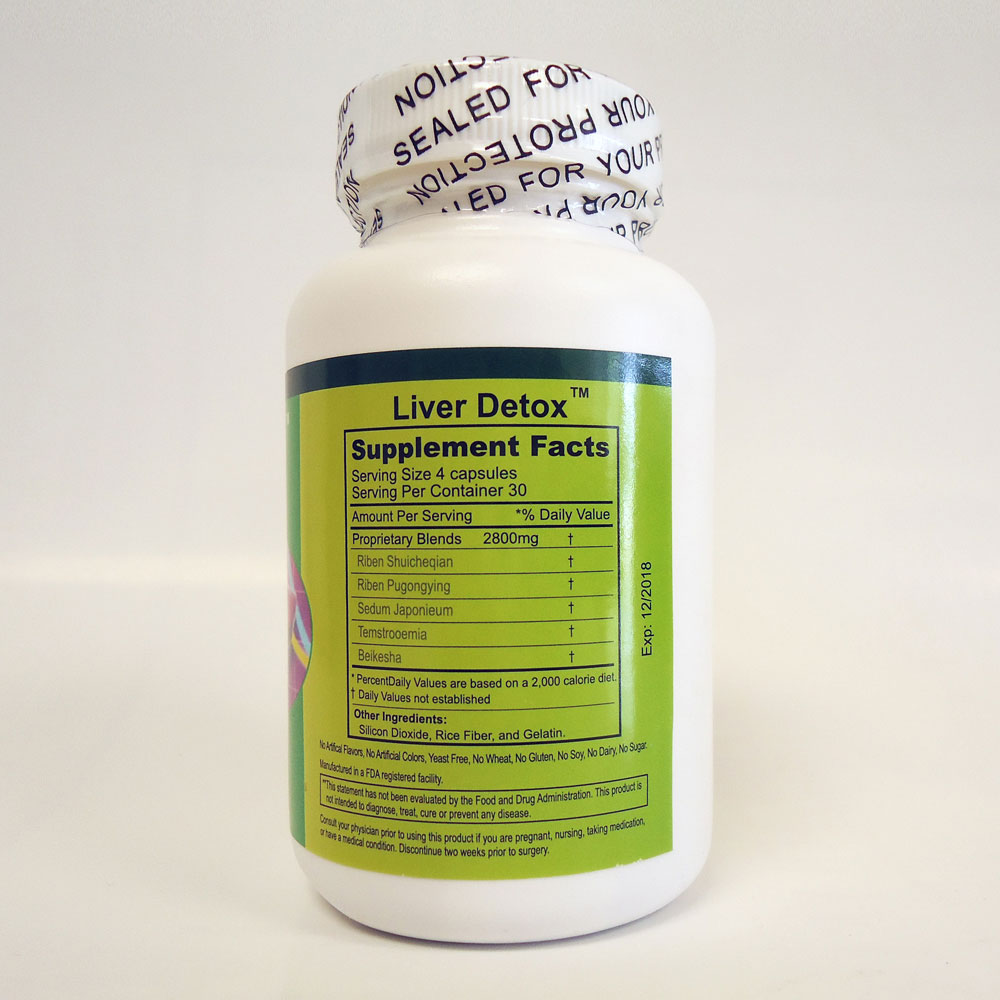 NOITC
SEALED FOR
YOUR PROTECTION
FOR YOUR
Liver Detox™
Supplement Facts
Serving Size 4 capsules
Serving Per Container 30
Amount Per Serving *% Daily Value
Proprietary Blends 2800mg †
Riben Shuicheqian †
Riben Pugongying †
Sedum Japonieum †
Temstrooemia †
Beikesha †
* PercentDaily Values are based on a 2,000 calorie diet.
† Daily Values not established
Other Ingredients:
Silicon Dioxide, Rice Fiber, and Gelatin.
No Artifical Flavors, No Artificial Colors, Yeast Free, No Wheat, No Gluten, No Soy, No Dairy, No Sugar.
Manufactured in a FDA registered facility.
**This statement has not been evaluated by the Food and Drug Administration. This product is
not intended to diagnose, treat, cure or prevent any disease.
Consult your physician prior to using this product if you are pregnant, nursing, taking medication,
or have a medical condition. Discontinue two weeks prior to surgery.
Exp: 12/2018